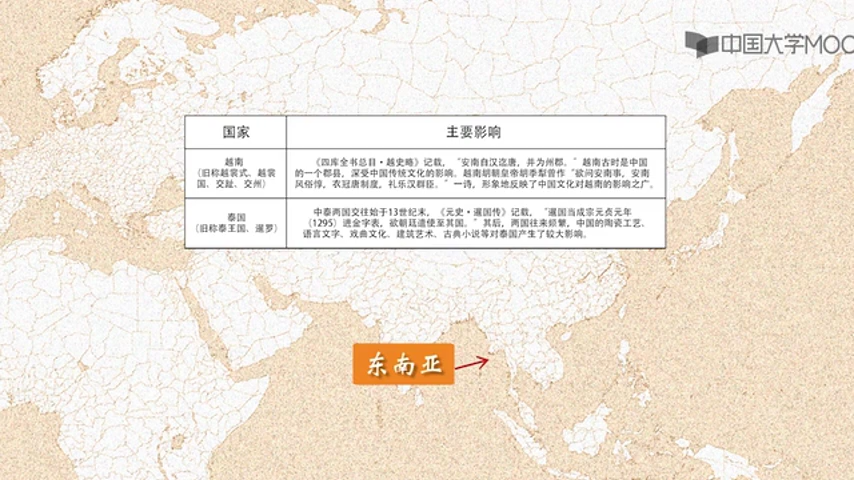 中国大学MOO
国家
主要影响
越南
(旧称越裳式、越裳
国、交趾、交州)
《四库全书总目·越史略》记载，“安南自汉迄唐，并为州郡。”越南古时是中国
的一个郡县，深受中国传统文化的影响。越南胡朝皇帝胡季犁曾作“欲问安南事，安南
风俗惇，衣冠唐制度，礼乐汉群臣。”一诗，形象地反映了中国文化对越南的影响之广。
泰国
(旧称泰王国、暹罗)
中泰两国交往始于13世纪末，《元史·暹国传》记载，“暹国当成宗元贞元年
(1295)进金字表，欲朝廷遣使至其国。”其后，两国往来频繁，中国的陶瓷工艺、
语言文字、戏曲文化、建筑艺术、古典小说等对泰国产生了较大影响。
东南亚